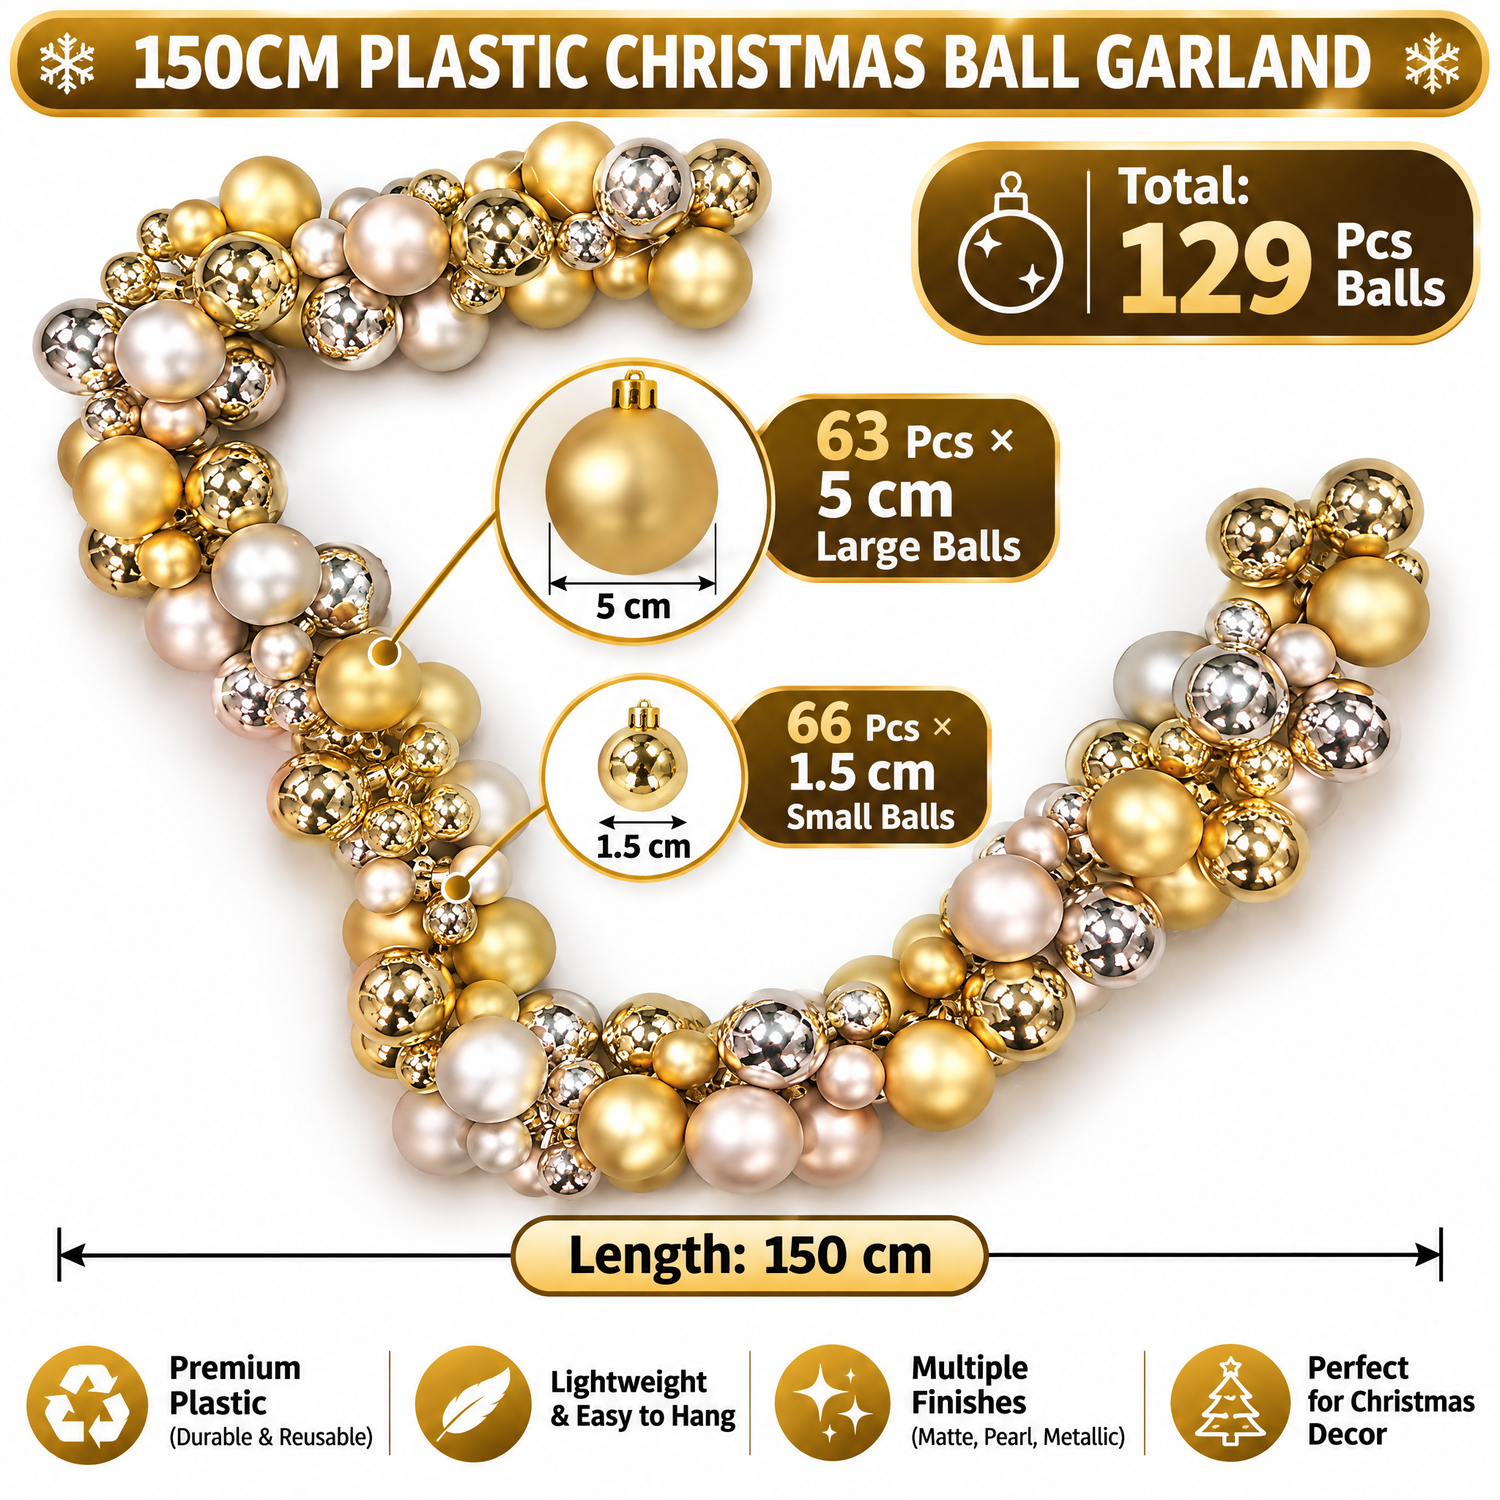 150CM PLASTIC CHRISTMAS BALL GARLAND
Total:
129 Pcs
Balls
63 Pcs ×
5 cm
Large Balls
5 cm
66 Pcs ×
1.5 cm
Small Balls
1.5 cm
Length: 150 cm
Premium
Plastic
(Durable & Reusable)
Lightweight
& Easy to Hang
Multiple
Finishes
(Matte, Pearl, Metallic)
Perfect
for Christmas
Decor